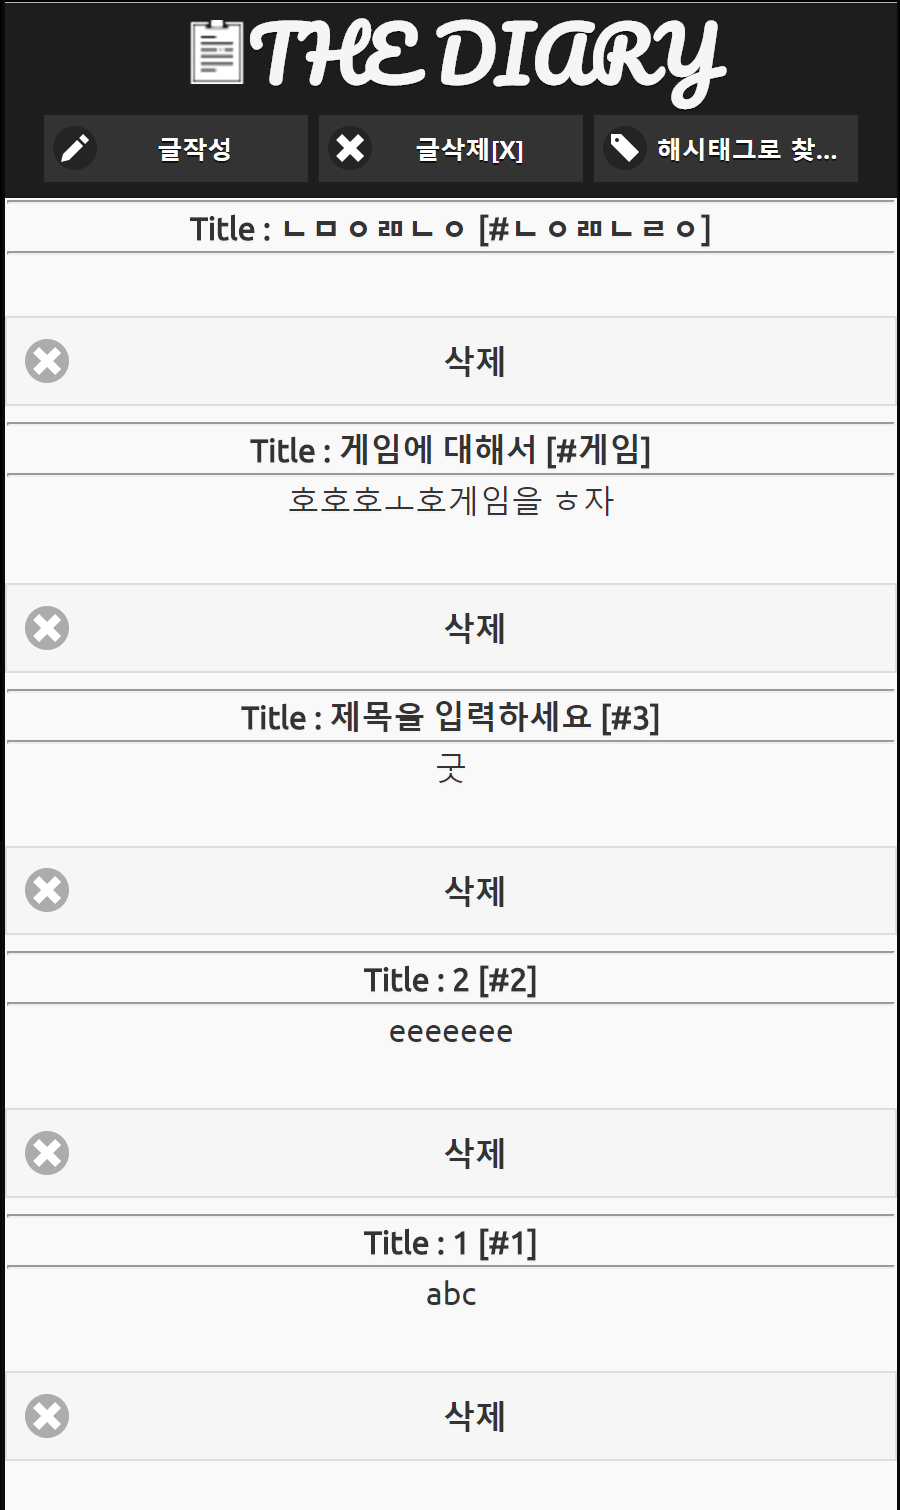 THE DIARY
글작성 글삭제[X] 해시태그로 찾...
Title : ㄴㅁㅇㄻㄴㅇ [#ㄴㅇㄻㄴㄹㅇ]
삭제
Title : 게임에 대해서 [#게임]
호호호ㅗ호게임을 ㅎ자
삭제
Title : 제목을 입력하세요 [#3]
굿
삭제
Title : 2 [#2]
eeeeeee
삭제
Title : 1 [#1]
abc
삭제